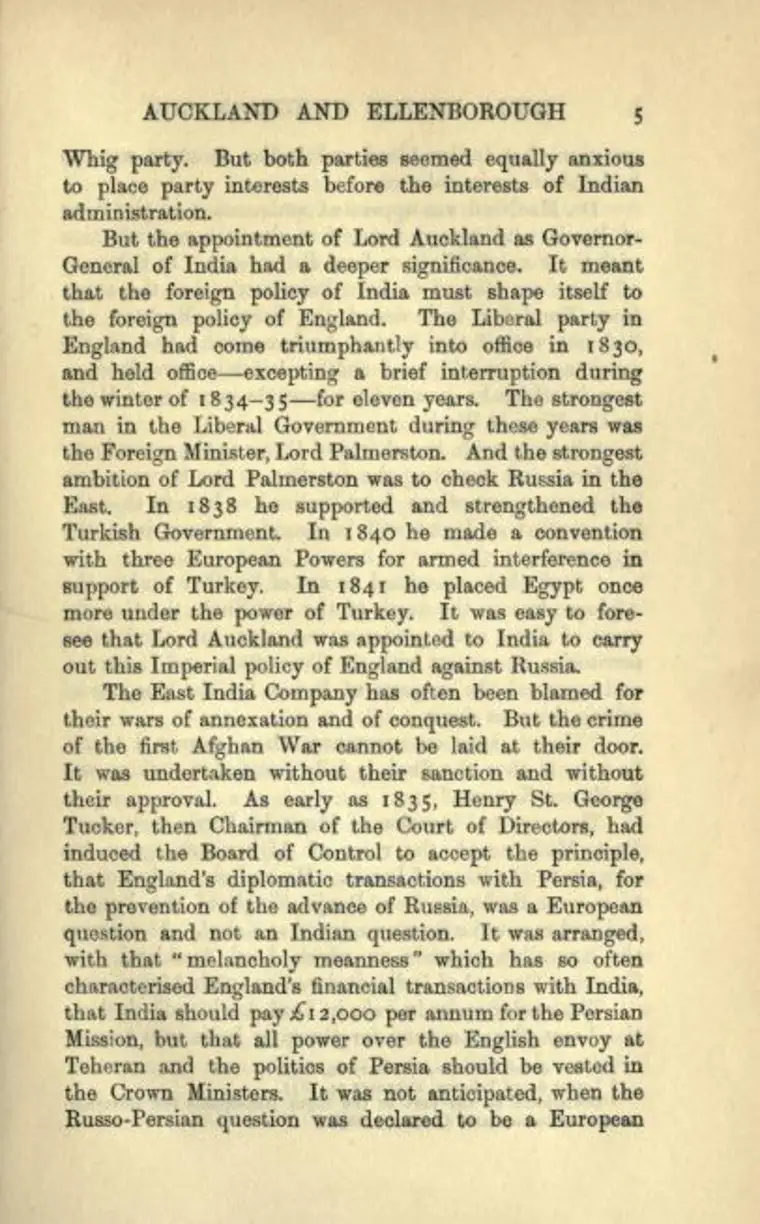 AUCKLAND AND ELLENBOROUGH 5
Whig party. But both parties seemed equally anxious
to place party interests before the interests of Indian
administration.
But the appointment of Lord Auckland as Governor-
General of India had a deeper significance. It meant
that the foreign policy of India must shape itself to
the foreign policy of England. The Liberal party in
England had come triumphantly into office in 1830,
and held office—excepting a brief interruption during
the winter of 1834–35—for eleven years. The strongest
man in the Liberal Government during these years was
the Foreign Minister, Lord Palmerston. And the strongest
ambition of Lord Palmerston was to check Russia in the
East. In 1838 he supported and strengthened the
Turkish Government. In 1840 he made a convention
with three European Powers for armed interference in
support of Turkey. In 1841 he placed Egypt once
more under the power of Turkey. It was easy to fore-
see that Lord Auckland was appointed to India to carry
out this Imperial policy of England against Russia.
The East India Company has often been blamed for
their wars of annexation and of conquest. But the crime
of the first Afghan War cannot be laid at their door.
It was undertaken without their sanction and without
their approval. As early as 1835, Henry St. George
Tucker, then Chairman of the Court of Directors, had
induced the Board of Control to accept the principle,
that England's diplomatic transactions with Persia, for
the prevention of the advance of Russia, was a European
question and not an Indian question. It was arranged,
with that "melancholy meanness" which has so often
characterised England's financial transactions with India,
that India should pay £12,000 per annum for the Persian
Mission, but that all power over the English envoy at
Teheran and the politics of Persia should be vested in
the Crown Ministers. It was not anticipated, when the
Russo-Persian question was declared to be a European